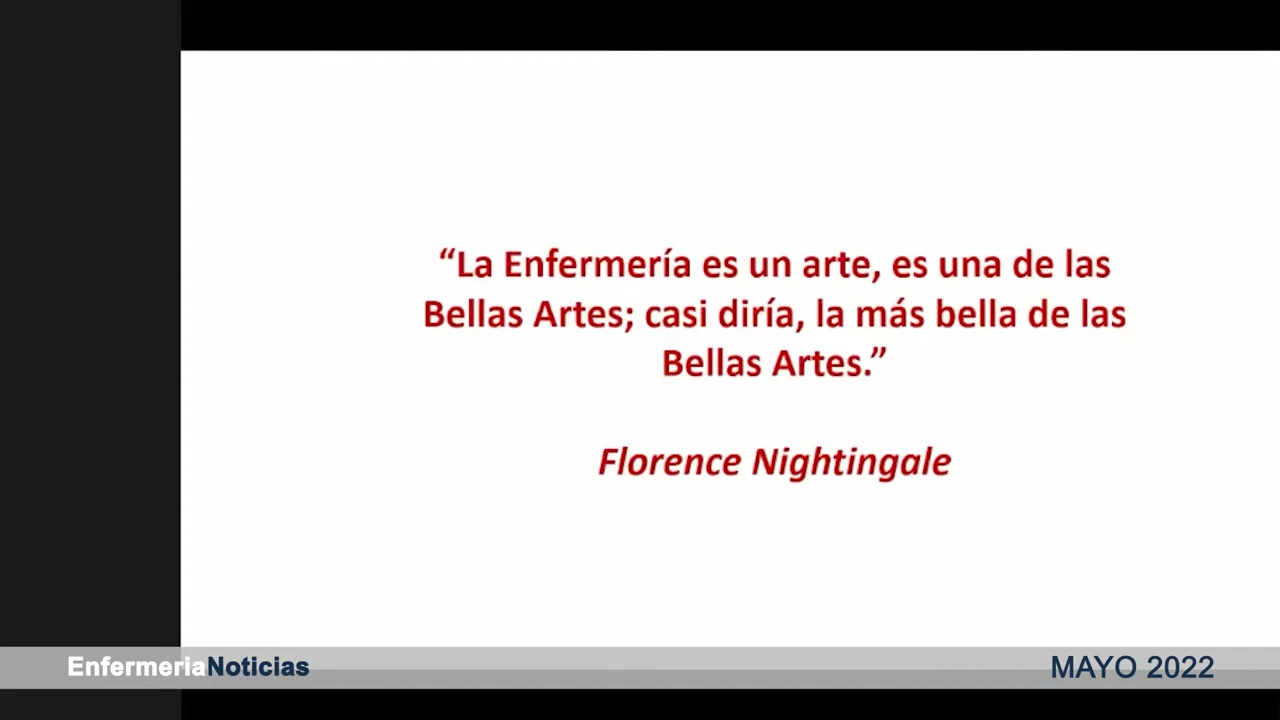 “La Enfermería es un arte, es una de las
Bellas Artes; casi diría, la más bella de las
Bellas Artes.”
Florence Nightingale
EnfermeriaNoticias
MAYO 2022